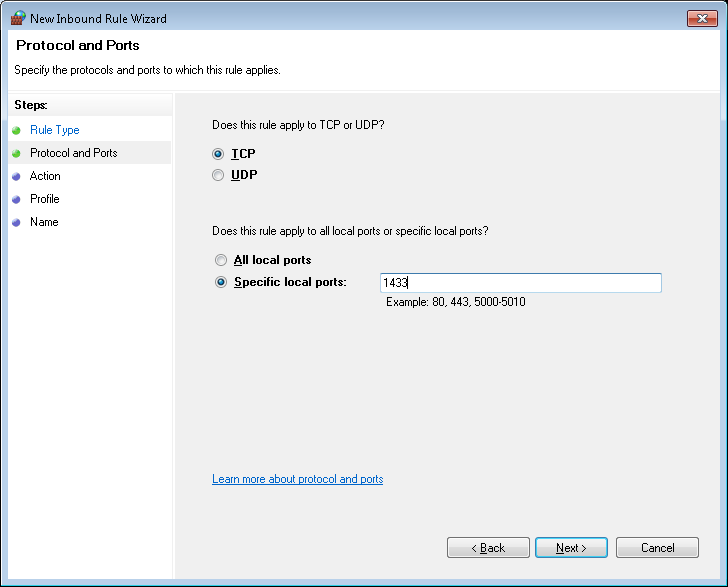 New Inbound Rule Wizard
Protocol and Ports
Specify the protocols and ports to which this rule applies.
Steps:
Rule Type
Protocol and Ports
Action
Profile
Name
Does this rule apply to TCP or UDP?
TCP
UDP
Does this rule apply to all local ports or specific local ports?
All local ports
Specific local ports: 1433
Example: 80, 443, 5000-5010
Learn more about protocol and ports
< Back Next > Cancel